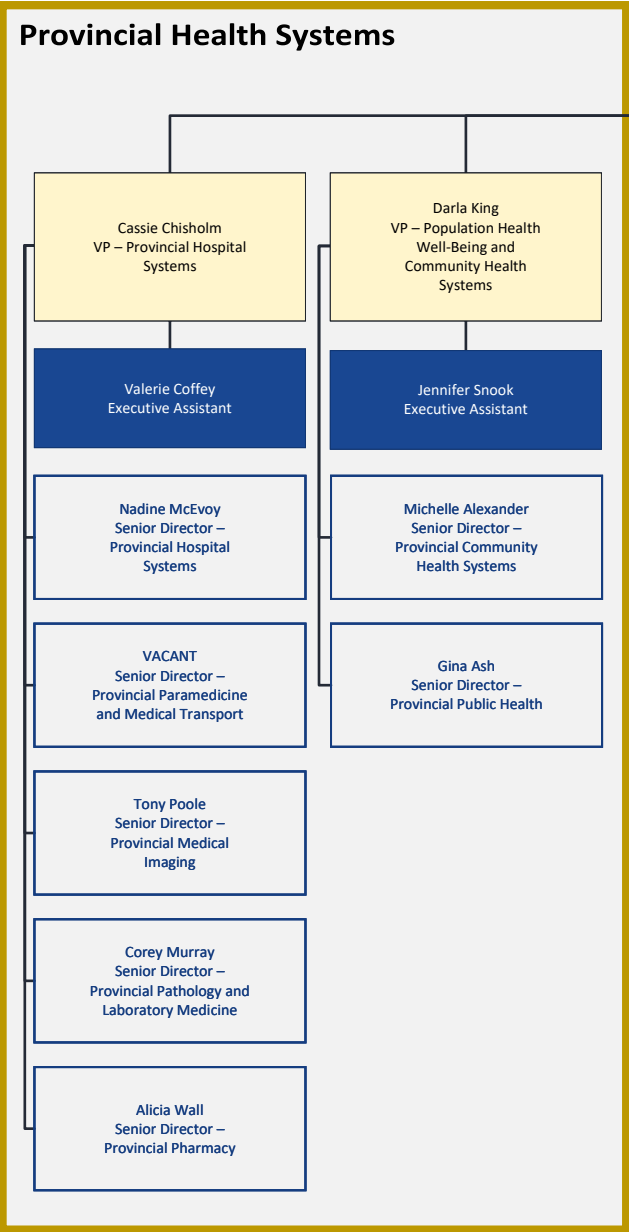 Provincial Health Systems
Cassie Chisholm
VP – Provincial Hospital
Systems
Valerie Coffey
Executive Assistant
Nadine McEvoy
Senior Director –
Provincial Hospital
Systems
VACANT
Senior Director –
Provincial Paramedicine
and Medical Transport
Tony Poole
Senior Director –
Provincial Medical
Imaging
Corey Murray
Senior Director –
Provincial Pathology and
Laboratory Medicine
Alicia Wall
Senior Director –
Provincial Pharmacy
Darla King
VP – Population Health
Well-Being and
Community Health
Systems
Jennifer Snook
Executive Assistant
Michelle Alexander
Senior Director –
Provincial Community
Health Systems
Gina Ash
Senior Director –
Provincial Public Health